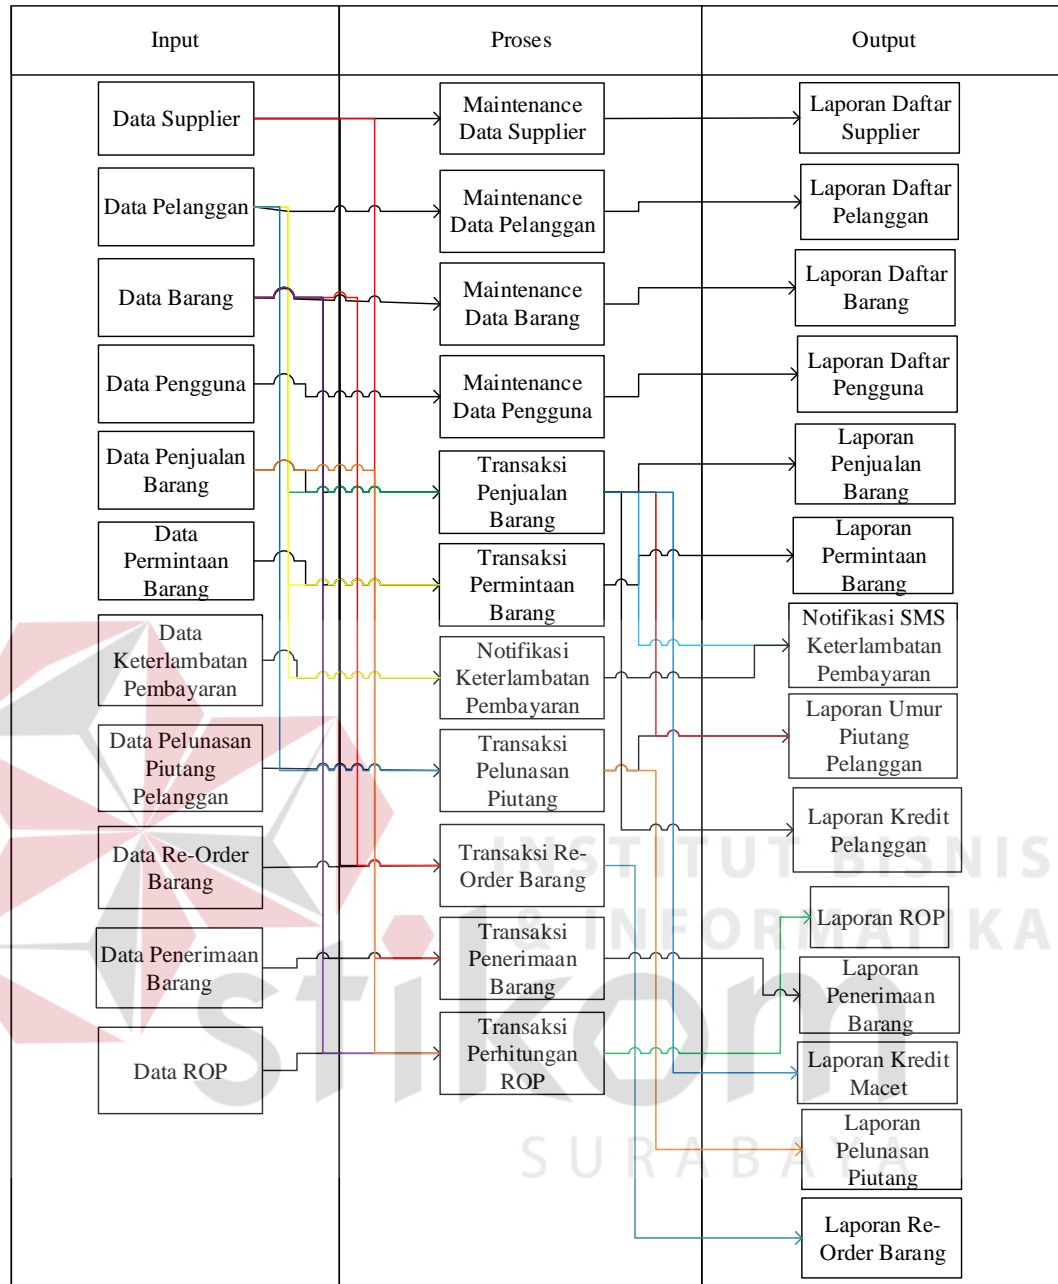 Input
Proses
Output
Data Supplier
Data Pelanggan
Data Barang
Data Pengguna
Data Penjualan
Barang
Data
Permintaan
Barang
Data
Keterlambatan
Pembayaran
Data Pelunasan
Piutang
Pelanggan
Data Re-Order
Barang
Data Penerimaan
Barang
Data ROP
Maintenance
Data Supplier
Maintenance
Data Pelanggan
Maintenance
Data Barang
Maintenance
Data Pengguna
Transaksi
Penjualan
Barang
Transaksi
Permintaan
Barang
Notifikasi
Keterlambatan
Pembayaran
Transaksi
Pelunasan
Piutang
Transaksi Re-
Order Barang
Transaksi
Penerimaan
Barang
Transaksi
Perhitungan
ROP
Laporan Daftar
Supplier
Laporan Daftar
Pelanggan
Laporan Daftar
Barang
Laporan Daftar
Pengguna
Laporan
Penjualan
Barang
Laporan
Permintaan
Barang
Notifikasi SMS
Keterlambatan
Pembayaran
Laporan Umur
Piutang
Pelanggan
Laporan Kredit
Pelanggan
Laporan ROP
Laporan
Penerimaan
Barang
Laporan Kredit
Macet
Laporan
Pelunasan
Piutang
Laporan Re-
Order Barang
INSTITUT BISNIS
& INFORMATIKA
stikom
SURABAYA